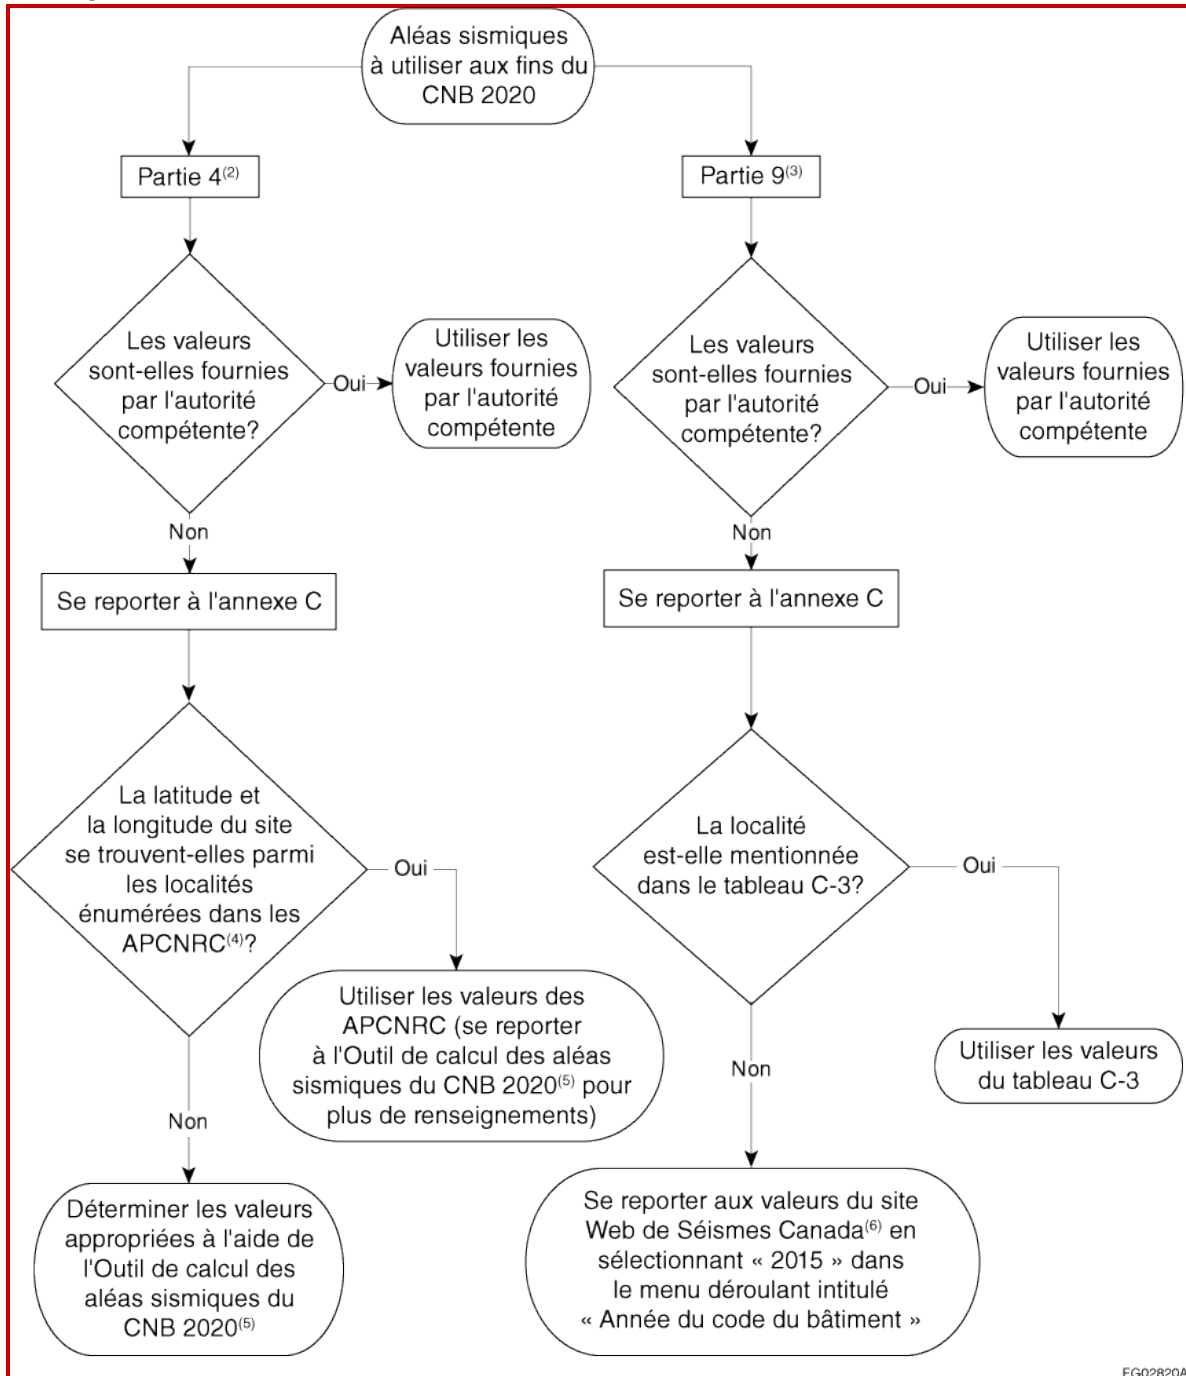 Aléas sismiques
à utiliser aux fins du
CNB 2020
Partie 4(2)
Les valeurs
sont-elles fournies
par l'autorité
compétente?
Oui
Utiliser les
valeurs fournies
par l'autorité
compétente
Non
Se reporter à l'annexe C
La latitude et
la longitude du site
se trouvent-elles parmi
les localités
énumérées dans les
APCNRC(4)?
Oui
Utiliser les valeurs des
APCNRC (se reporter
à l'Outil de calcul des aléas
sismiques du CNB 2020(5) pour
plus de renseignements)
Non
Déterminer les valeurs
appropriées à l'aide de
l'Outil de calcul des
aléas sismiques du
CNB 2020(5)
Partie 9(3)
Les valeurs
sont-elles fournies
par l'autorité
compétente?
Oui
Utiliser les
valeurs fournies
par l'autorité
compétente
Non
Se reporter à l'annexe C
La localité
est-elle mentionnée
dans le tableau C-3?
Oui
Utiliser les valeurs
du tableau C-3
Non
Se reporter aux valeurs du site
Web de Séismes Canada(6) en
sélectionnant « 2015 » dans
le menu déroulant intitulé
« Année du code du bâtiment »
EG02820A